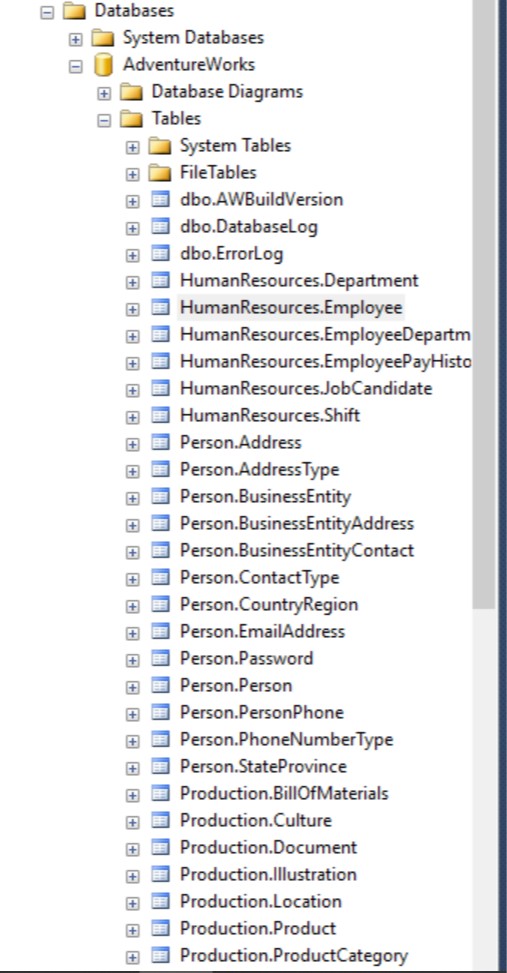 Databases
System Databases
AdventureWorks
Database Diagrams
Tables
System Tables
FileTables
dbo.AWBuildVersion
dbo.DatabaseLog
dbo.ErrorLog
HumanResources.Department
HumanResources.Employee
HumanResources.EmployeeDepartm
HumanResources.EmployeePayHisto
HumanResources.JobCandidate
HumanResources.Shift
Person.Address
Person.AddressType
Person.BusinessEntity
Person.BusinessEntityAddress
Person.BusinessEntityContact
Person.ContactType
Person.CountryRegion
Person.EmailAddress
Person.Password
Person.Person
Person.PersonPhone
Person.PhoneNumberType
Person.StateProvince
Production.BillOfMaterials
Production.Culture
Production.Document
Production.Illustration
Production.Location
Production.Product
Production.ProductCategory